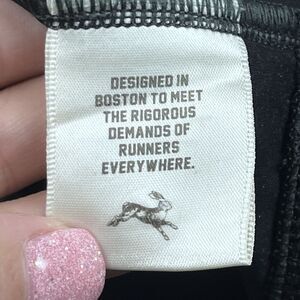 DESIGNED IN
BOSTON TO MEET
THE RIGOROUS
DEMANDS OF
RUNNERS
EVERYWHERE.